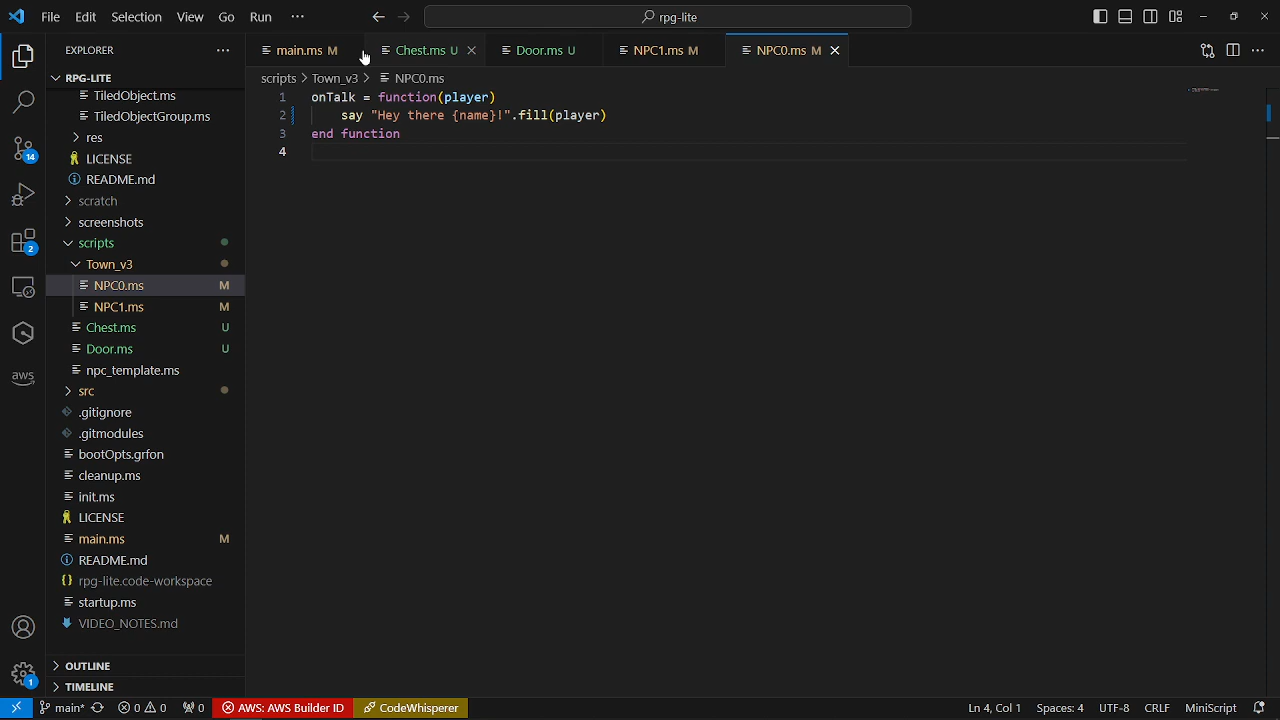 File Edit Selection View Go Run ··· rpg-lite
EXPLORER ···
main.ms M Chest.ms U Door.ms U NPC1.ms M NPC0.ms M
RPG-LITE
scripts > Town_v3 > NPC0.ms
TiledObject.ms
TiledObjectGroup.ms
res
LICENSE
README.md
scratch
screenshots
scripts
Town_v3
NPC0.ms M
NPC1.ms M
Chest.ms U
Door.ms U
npc_template.ms
src
.gitignore
.gitmodules
bootOpts.grfon
cleanup.ms
init.ms
LICENSE
main.ms M
README.md
rpg-lite.code-workspace
startup.ms
VIDEO_NOTES.md
OUTLINE
TIMELINE
1 onTalk = function(player)
2 say "Hey there {name}!".fill(player)
3 end function
4
14
2
aws
1
main* 0 0 0 AWS: AWS Builder ID CodeWhisperer Ln 4, Col 1 Spaces: 4 UTF-8 CRLF MiniScript